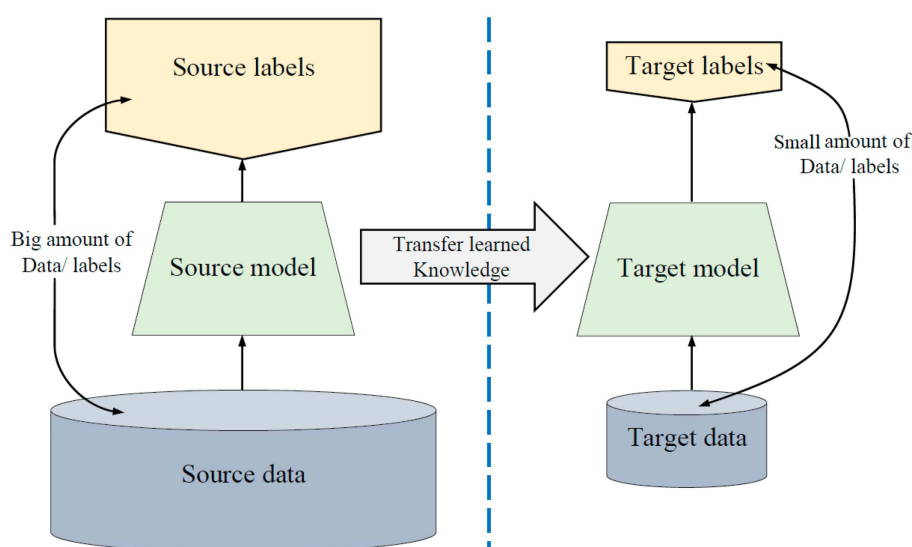 Source labels
Big amount of
Data/ labels
Source model
Source data
Transfer learned
Knowledge
Target labels
Small amount of
Data/ labels
Target model
Target data